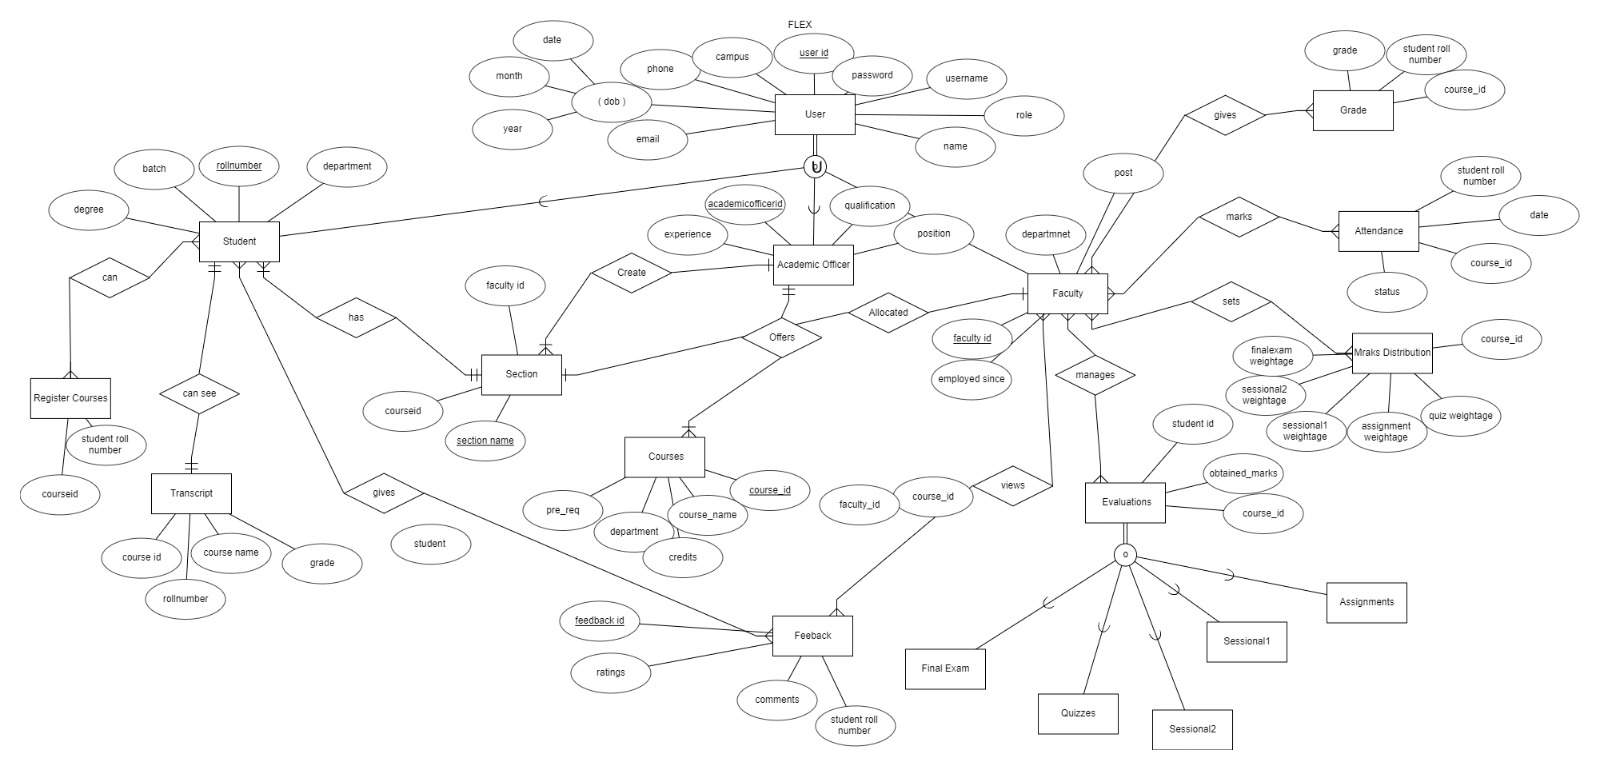 FLEX
date
month
year
( dob )
phone
campus
user id
password
username
role
name
email
User
grade
student roll
number
course_id
Grade
gives
post
batch
rollnumber
department
degree
Student
can
academicofficerid
qualification
experience
position
Academic Officer
departmnet
Faculty
marks
student roll
number
date
Attendance
course_id
status
faculty id
Create
has
Allocated
Offers
sets
faculty id
employed since
manages
finalexam
weightage
Mraks Distribution
course_id
sessional2
weightage
sessional1
weightage
assignment
weightage
quiz weightage
Section
courseid
section name
Register Courses
can see
student roll
number
courseid
Transcript
course id
course name
rollnumber
grade
gives
student
Courses
pre_req
department
course_name
course_id
credits
faculty_id
course_id
views
student id
obtained_marks
course_id
Evaluations
o
Assignments
Sessional1
Final Exam
Quizzes
Sessional2
feedback id
Feeback
ratings
comments
student roll
number